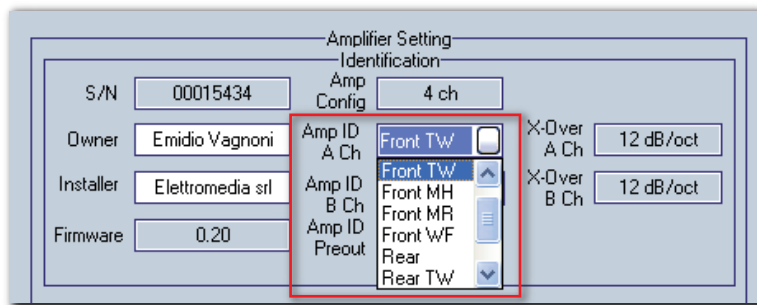 Amplifier Setting
Identification
S/N 00015434 Amp Config 4 ch
Owner Emidio Vagnoni Amp ID A Ch Front TW X-Over A Ch 12 dB/oct
Installer Elettromedia srl Amp ID B Ch X-Over B Ch 12 dB/oct
Firmware 0.20 Amp ID Preout
Front TW
Front MH
Front MR
Front WF
Rear
Rear TW